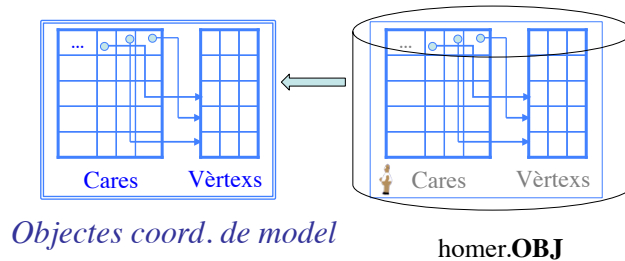 ...
...
Cares Vèrtexs
Cares Vèrtexs
Objectes coord. de model
homer.OBJ